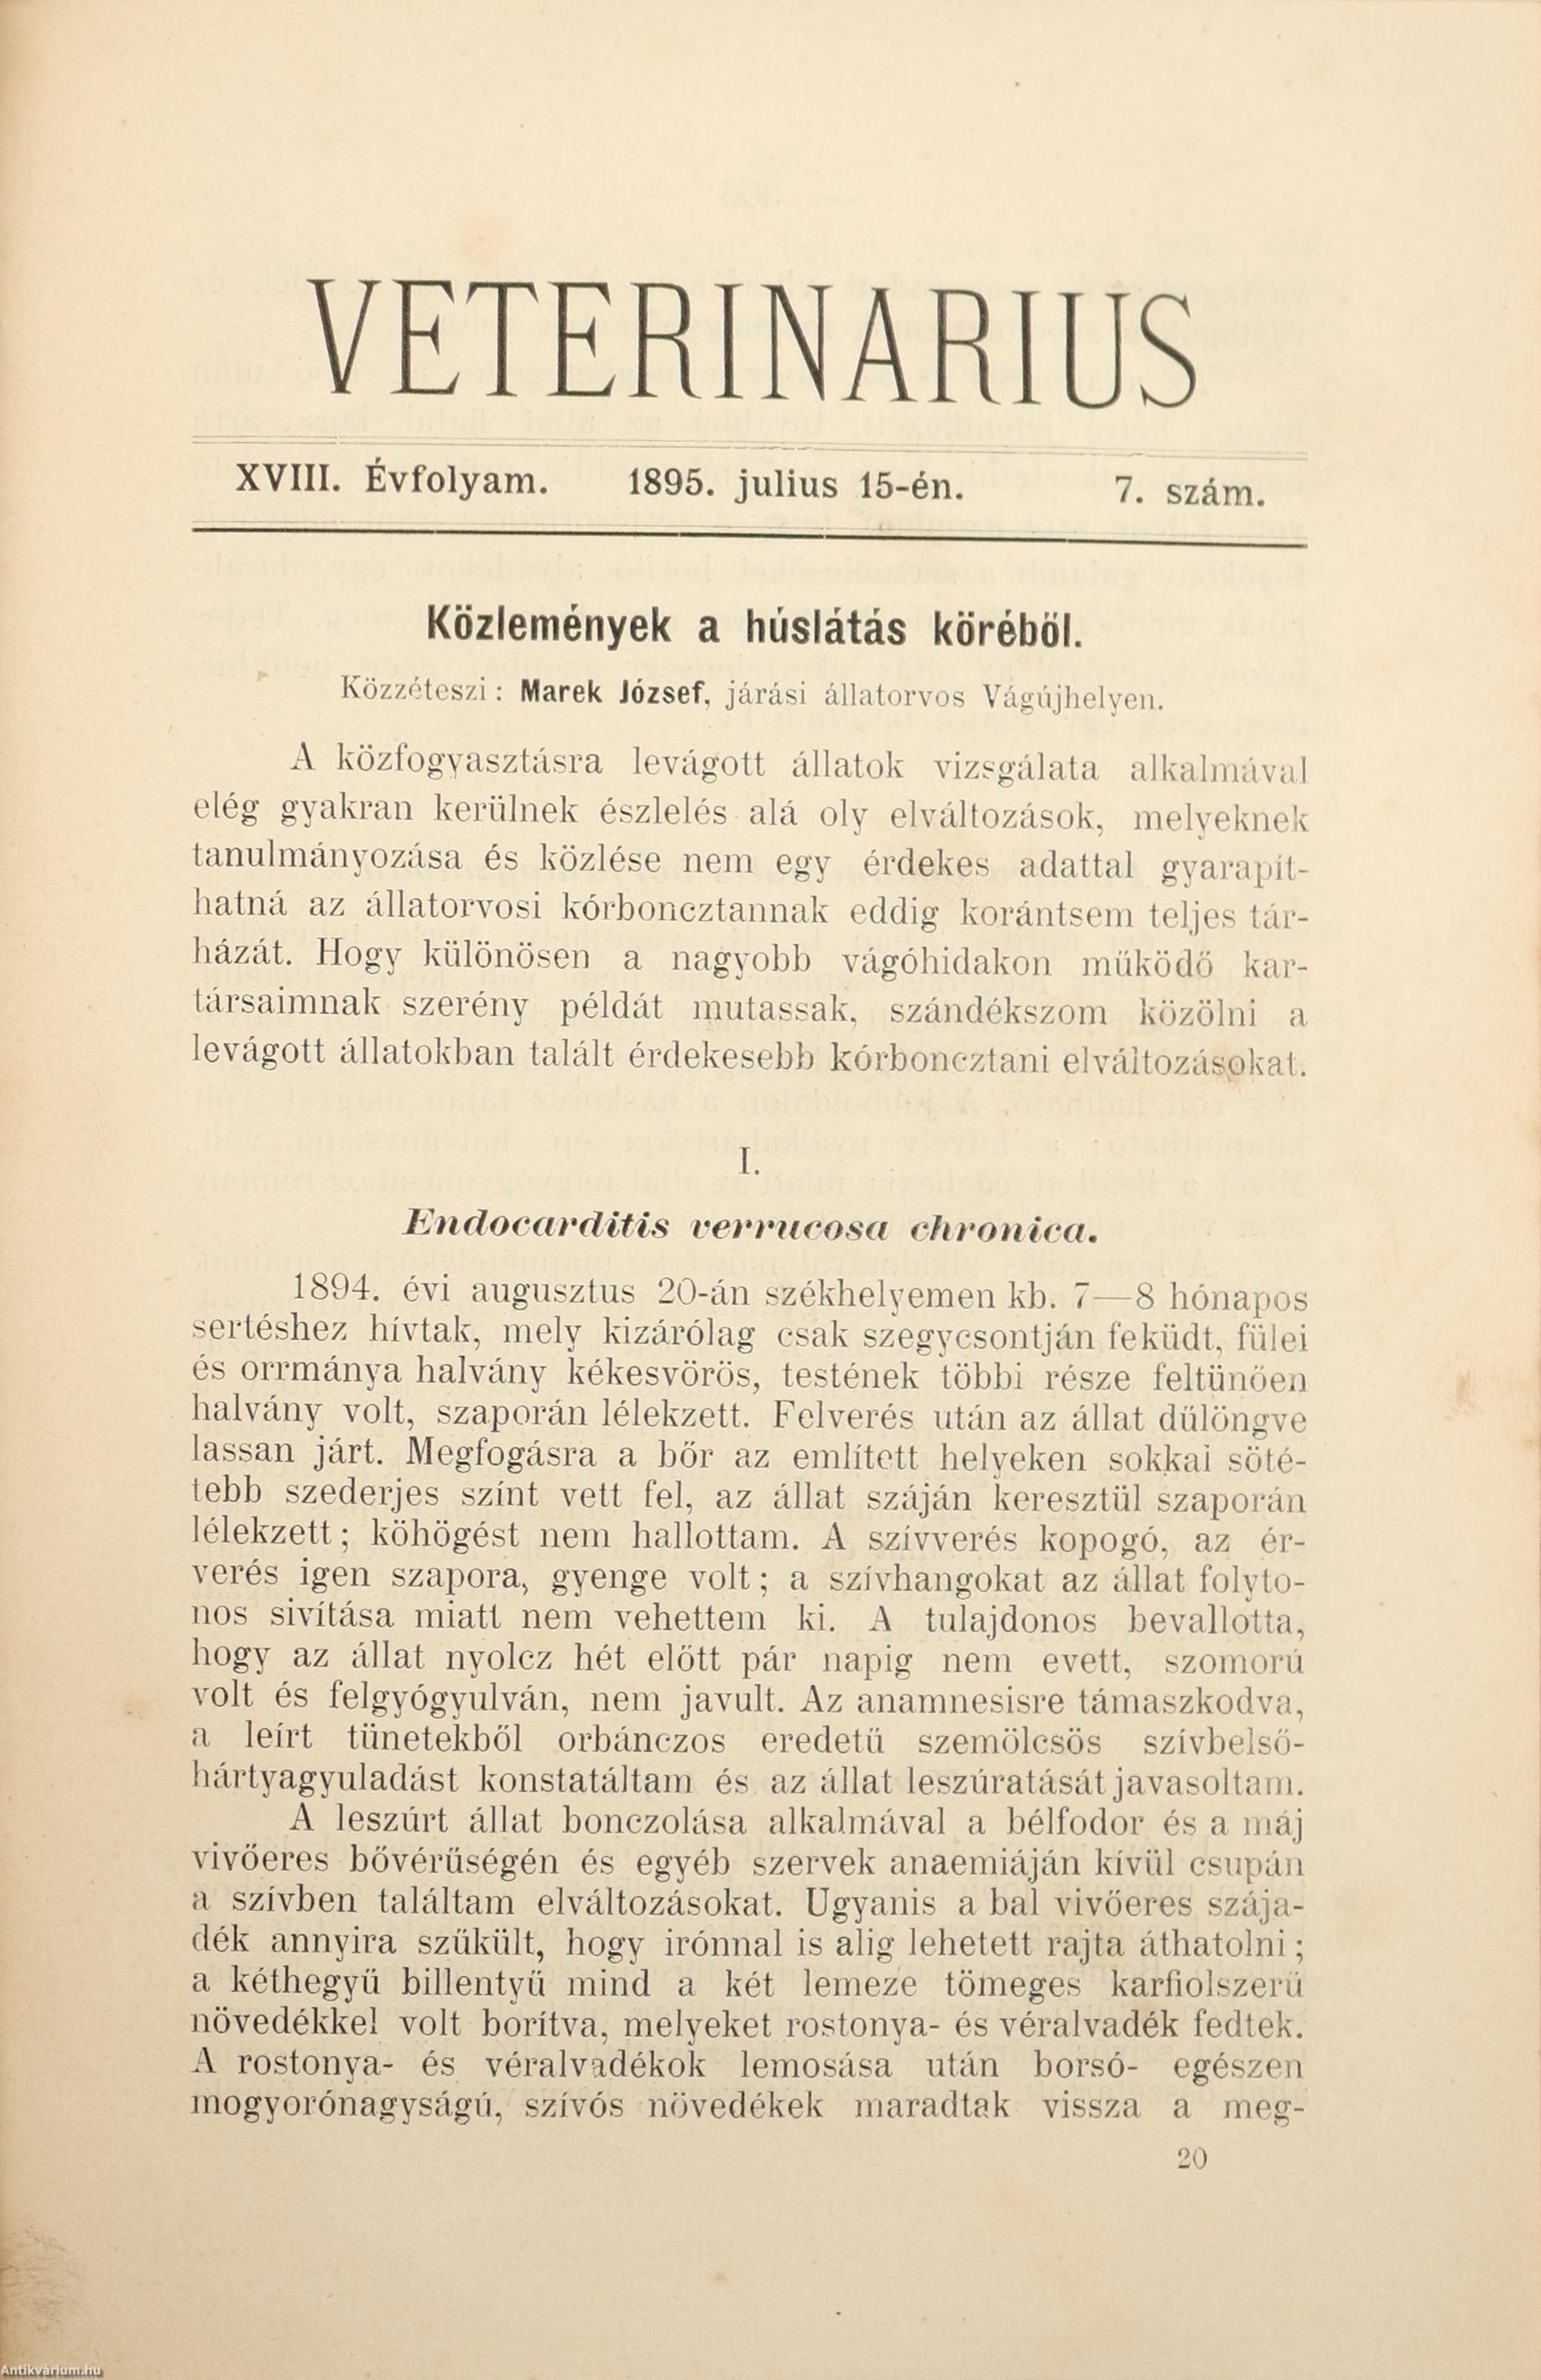 VETERINARIUS
XVIII. Évfolyam. 1895. julius 15-én. 7. szám.
Közlemények a húslátás köréből.
Közzéteszi: Marek József, járási állatorvos Vágújhelyen.
A közfogyasztásra levágott állatok vizsgálata alkalmával
elég gyakran kerülnek észlelés alá oly elváltozások, melyeknek
tanulmányozása és közlése nem egy érdekes adattal gyarapít-
hatná az állatorvosi kórboncztannak eddig korántsem teljes tár-
házát. Hogy különösen a nagyobb vágóhidakon működő kar-
társaimnak szerény példát mutassak, szándékszom közölni a
levágott állatokban talált érdekesebb kórboncztani elváltozásokat.
I.
Endocarditis verrucosa chronica.
1894. évi augusztus 20-án székhelyemen kb. 7—8 hónapos
sertéshez hívtak, mely kizárólag csak szegycsontján feküdt, fülei
és orrmánya halvány kékesvörös, testének többi része feltünően
halvány volt, szaporán lélekzett. Felverés után az állat dülöngve
lassan járt. Megfogásra a bőr az említett helyeken sokkal söté-
tebb szederjes színt vett fel, az állat száján keresztül szaporán
lélekzett; köhögést nem hallottam. A szívverés kopogó, az ér-
verés igen szapora, gyenge volt; a szívhangokat az állat folyto-
nos sivítása miatt nem vehettem ki. A tulajdonos bevallotta,
hogy az állat nyolcz hét előtt pár napig nem evett, szomorú
volt és felgyógyulván, nem javult. Az anamnesisre támaszkodva,
a leírt tünetekből orbánczos eredetű szemölcsös szívbelső-
hártyagyuladást konstatáltam és az állat leszúratását javasoltam.
A leszúrt állat bonczolása alkalmával a bélfodor és a máj
vivőeres bővérűségén és egyéb szervek anaemiáján kívül csupán
a szívben találtam elváltozásokat. Ugyanis a bal vivőeres szája-
dék annyira szűkült, hogy irónnal is alig lehetett rajta áthatolni;
a kéthegyű billentyű mind a két lemeze tömeges karfiolszerű
növedékkel volt borítva, melyeket rostonya- és véralvadék fedtek.
A rostonya- és véralvadékok lemosása után borsó- egészen
mogyorónagyságú, szívós növedékek maradtak vissza a meg-
20
Antikvárium.hu